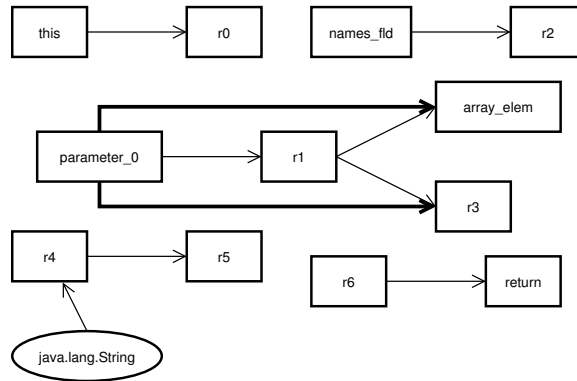 this
r0
names_fld
r2
array_elem
parameter_0
r1
r3
r4
r5
r6
return
java.lang.String